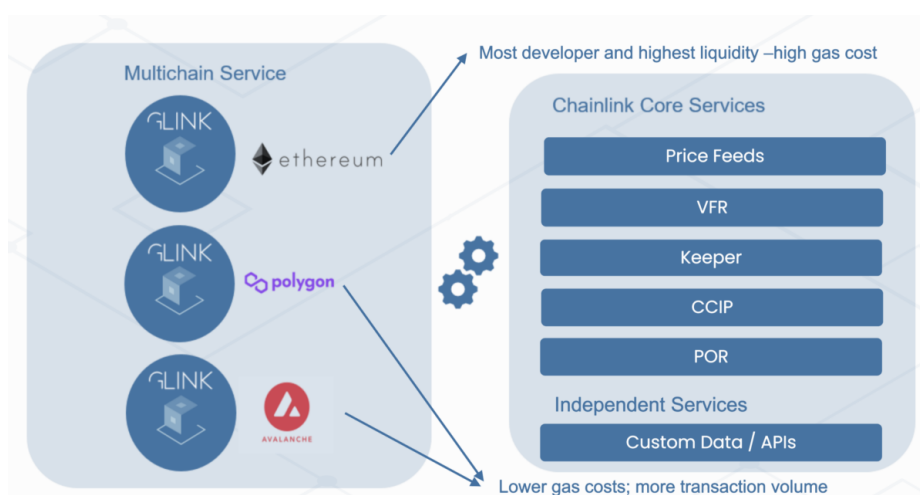 Most developer and highest liquidity –high gas cost
Multichain Service
GLINK
ethereum
GLINK
polygon
GLINK
AVALANCHE
Chainlink Core Services
Price Feeds
VFR
Keeper
CCIP
POR
Independent Services
Custom Data / APIs
Lower gas costs; more transaction volume